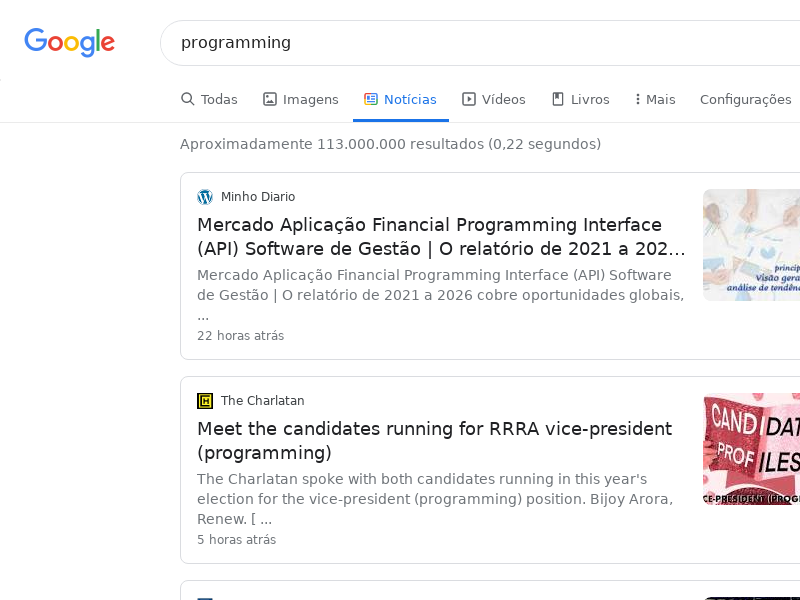 Google
programming
Todas
Imagens
Notícias
Vídeos
Livros
Mais
Configurações
Aproximadamente 113.000.000 resultados (0,22 segundos)
Minho Diario
Mercado Aplicação Financial Programming Interface
(API) Software de Gestão | O relatório de 2021 a 202...
Mercado Aplicação Financial Programming Interface (API) Software
de Gestão | O relatório de 2021 a 2026 cobre oportunidades globais,
...
22 horas atrás
princip
Visão gera
análise de tendênc
The Charlatan
Meet the candidates running for RRRA vice-president
(programming)
The Charlatan spoke with both candidates running in this year's
election for the vice-president (programming) position. Bijoy Arora,
Renew. [ ...
5 horas atrás
CANDIDAT
PROFILES
CE-PRESIDENT (PROG